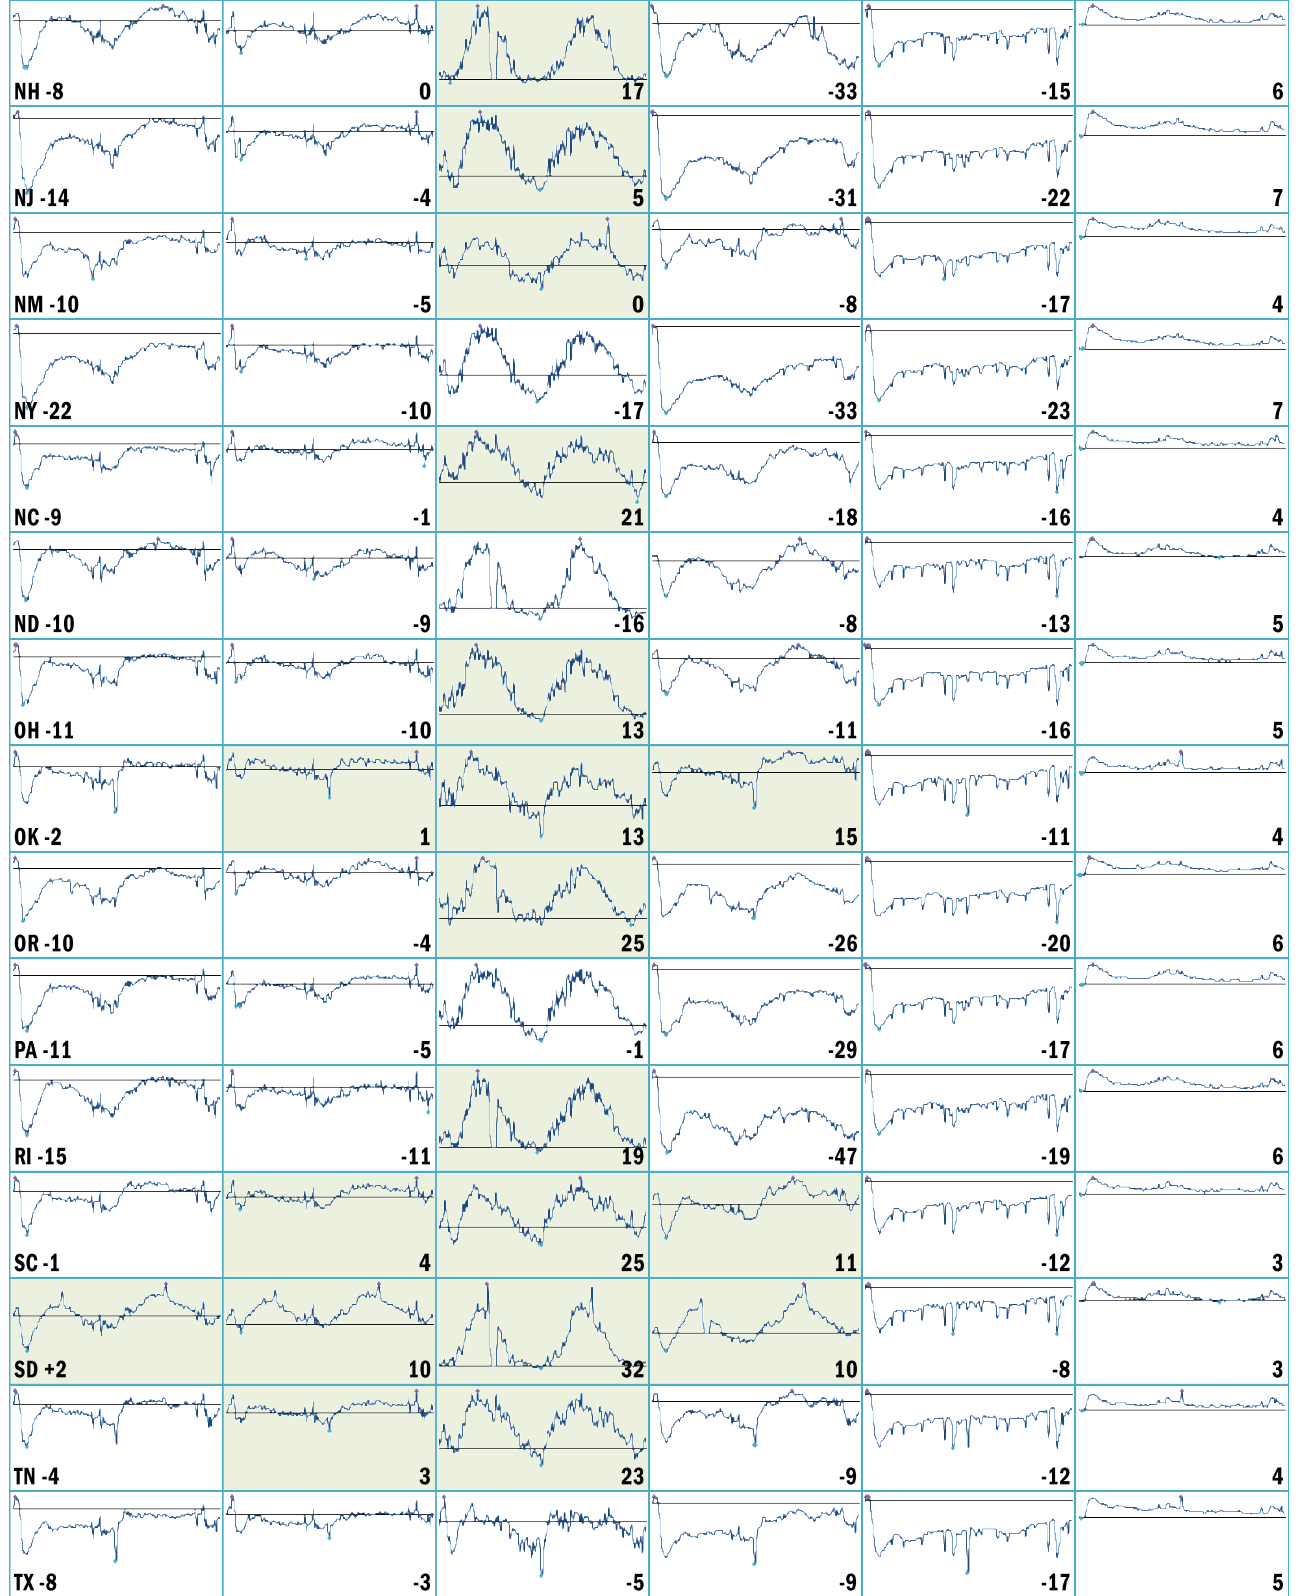 NH -8 0 17 -33 -15 6
NJ -14 -4 5 -31 -22 7
NM -10 -5 0 -8 -17 4
NY -22 -10 -17 -33 -23 7
NC -9 -1 21 -18 -16 4
ND -10 -9 -16 -8 -13 5
OH -11 -10 13 -11 -16 5
OK -2 1 13 15 -11 4
OR -10 -4 25 -26 -20 6
PA -11 -5 -1 -29 -17 6
RI -15 -11 19 -47 -19 6
SC -1 4 25 11 -12 3
SD +2 10 32 10 -8 3
TN -4 3 23 -9 -12 4
TX -8 -3 -5 -9 -17 5